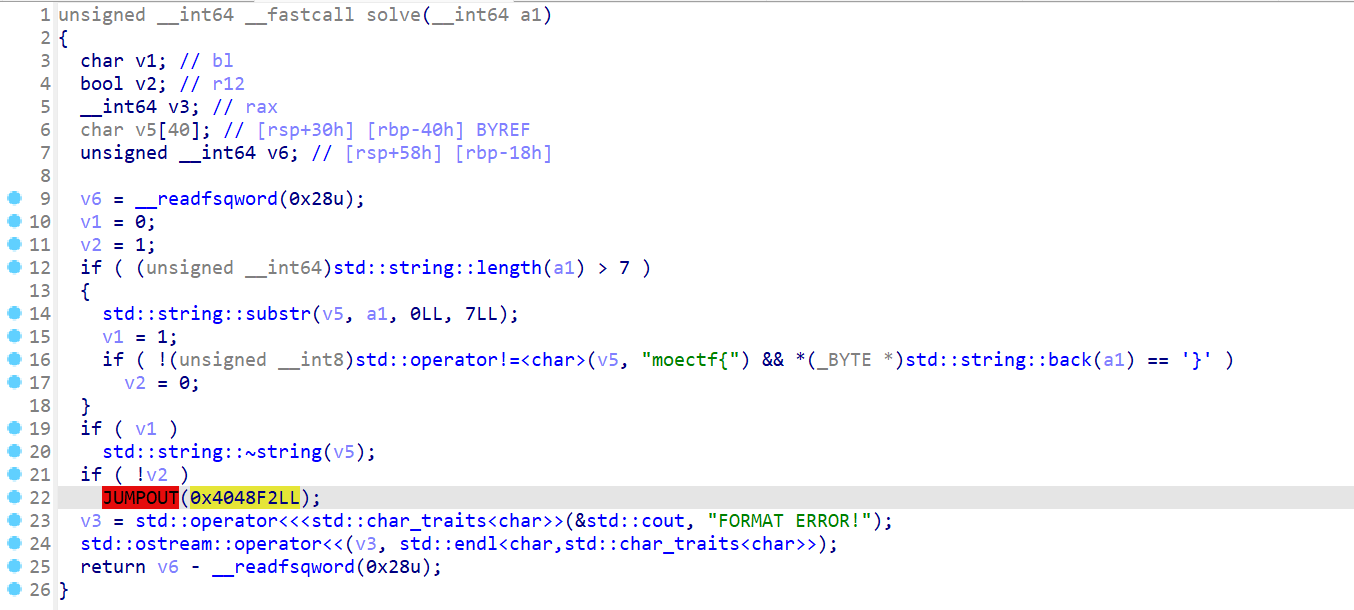 1 unsigned __int64 __fastcall solve(__int64 a1)
2 {
3 char v1; // bl
4 bool v2; // r12
5 __int64 v3; // rax
6 char v5[40]; // [rsp+30h] [rbp-40h] BYREF
7 unsigned __int64 v6; // [rsp+58h] [rbp-18h]
8
9 v6 = __readfsqword(0x28u);
10 v1 = 0;
11 v2 = 1;
12 if ( (unsigned __int64)std::string::length(a1) > 7 )
13 {
14 std::string::substr(v5, a1, 0LL, 7LL);
15 v1 = 1;
16 if ( !(unsigned __int8)std::operator!=<char>(v5, "moectf{") && *(_BYTE *)std::string::back(a1) == '}' )
17 v2 = 0;
18 }
19 if ( v1 )
20 std::string::~string(v5);
21 if ( !v2 )
22 JUMPOUT(0x4048F2LL);
23 v3 = std::operator<<<std::char_traits<char>>(&std::cout, "FORMAT ERROR!");
24 std::ostream::operator<<(v3, std::endl<char,std::char_traits<char>>);
25 return v6 - __readfsqword(0x28u);
26 }